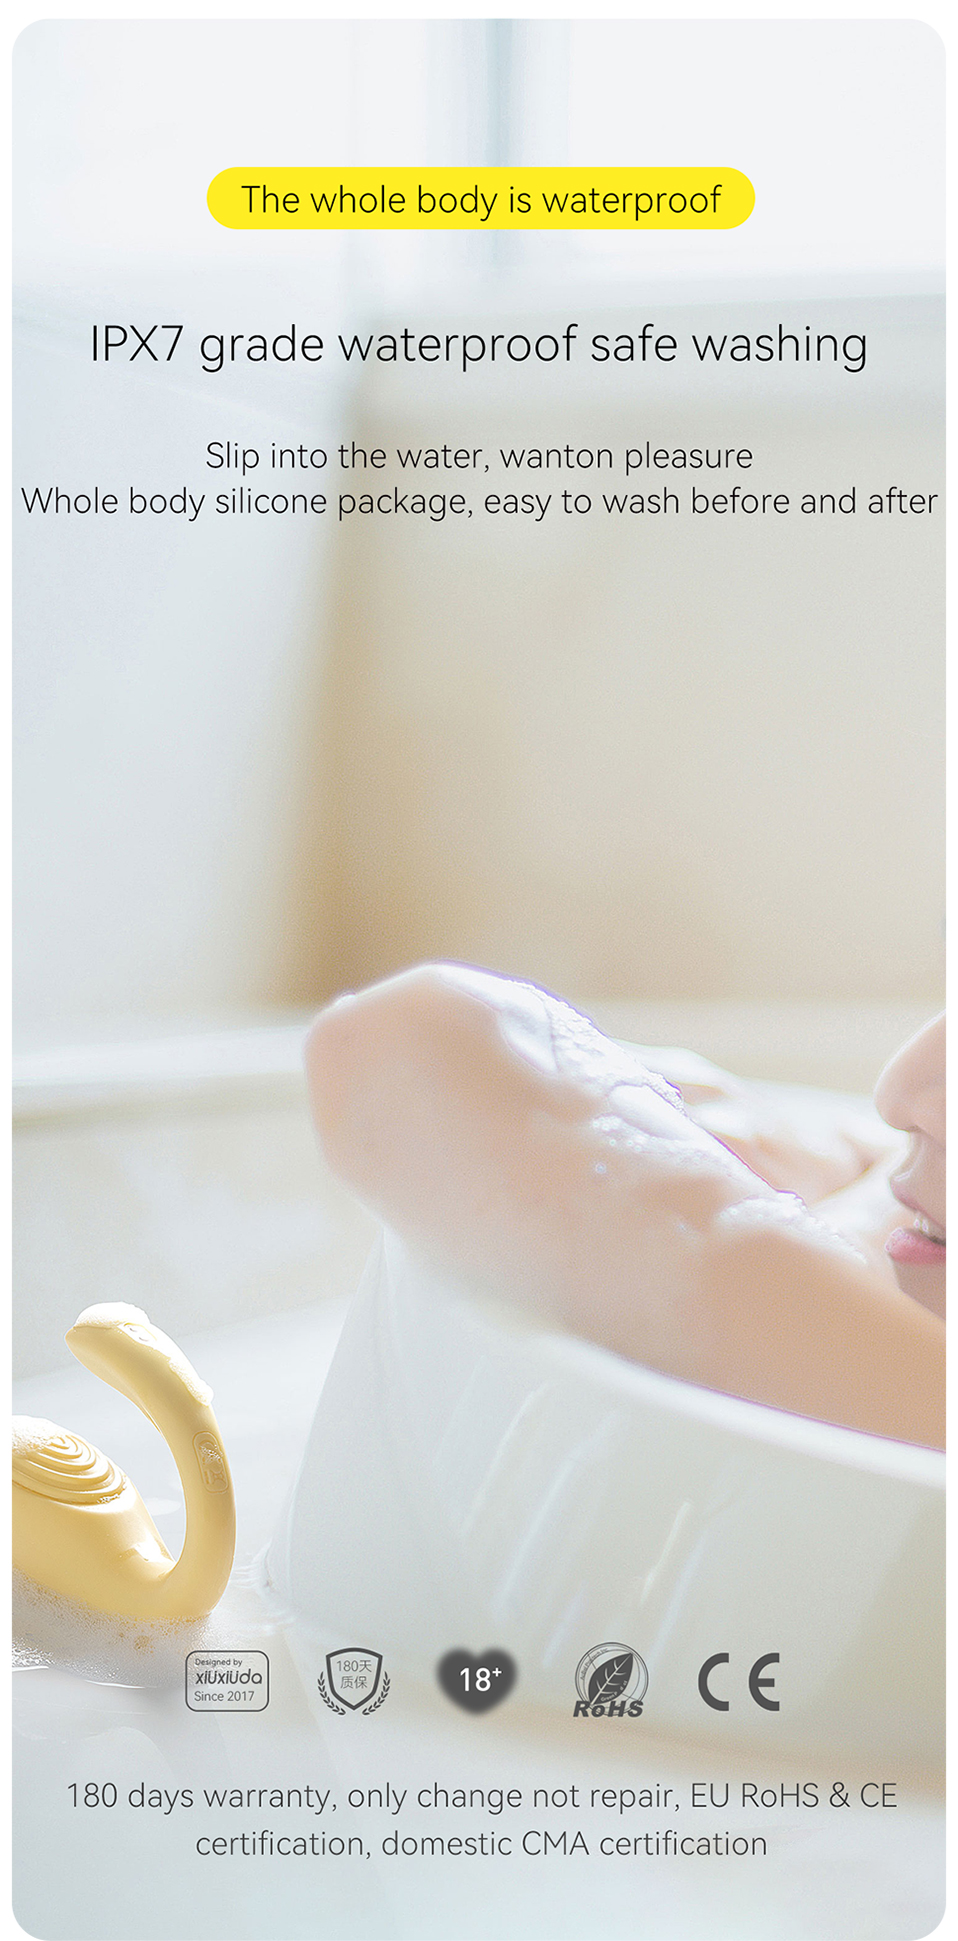 The whole body is waterproof
IPX7 grade waterproof safe washing
Slip into the water, wanton pleasure
Whole body silicone package, easy to wash before and after
Designed by
xiUxiUda
Since 2017
180天
质保
18+
RoHS
CE
180 days warranty, only change not repair, EU RoHS & CE
certification, domestic CMA certification